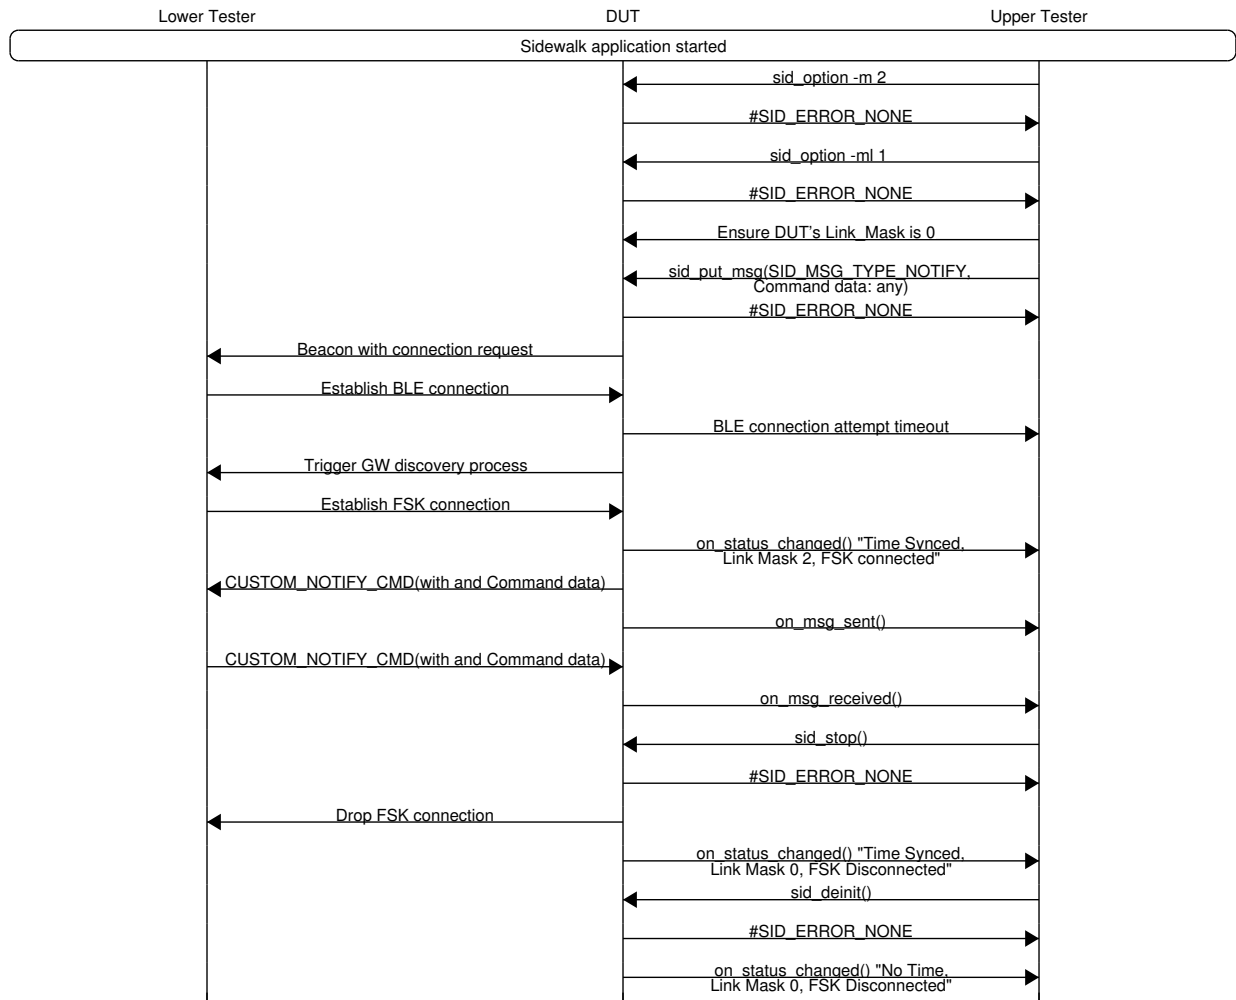 Lower Tester
DUT
Upper Tester
Sidewalk application started
sid_option -m 2
#SID_ERROR_NONE
sid_option -ml 1
#SID_ERROR_NONE
Ensure DUT's Link_Mask is 0
sid_put_msg(SID_MSG_TYPE_NOTIFY,
Command data: any)
#SID_ERROR_NONE
Beacon with connection request
Establish BLE connection
BLE connection attempt timeout
Trigger GW discovery process
Establish FSK connection
on_status_changed() "Time Synced,
Link Mask 2, FSK connected"
CUSTOM_NOTIFY_CMD(with and Command data)
on_msg_sent()
CUSTOM_NOTIFY_CMD(with and Command data)
on_msg_received()
sid_stop()
#SID_ERROR_NONE
Drop FSK connection
on_status_changed() "Time Synced,
Link Mask 0, FSK Disconnected"
sid_deinit()
#SID_ERROR_NONE
on_status_changed() "No Time,
Link Mask 0, FSK Disconnected"